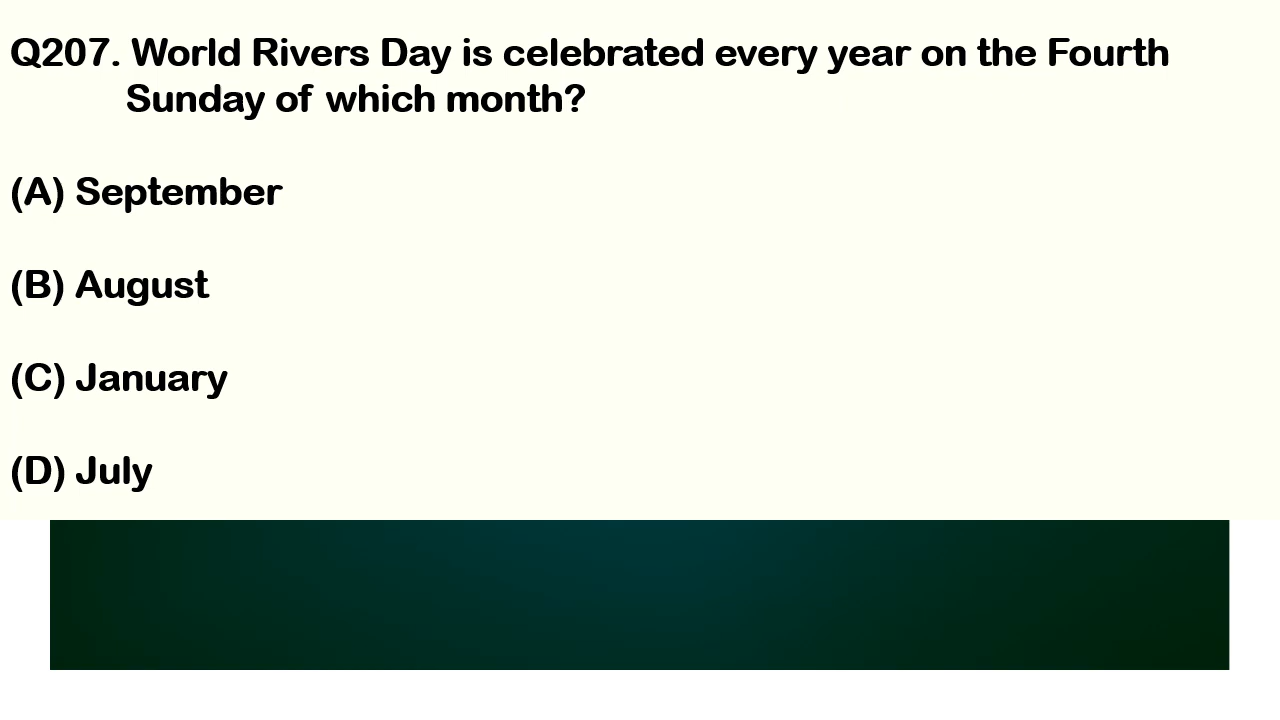 Q207. World Rivers Day is celebrated every year on the Fourth
Sunday of which month?
(A) September
(B) August
(C) January
(D) July